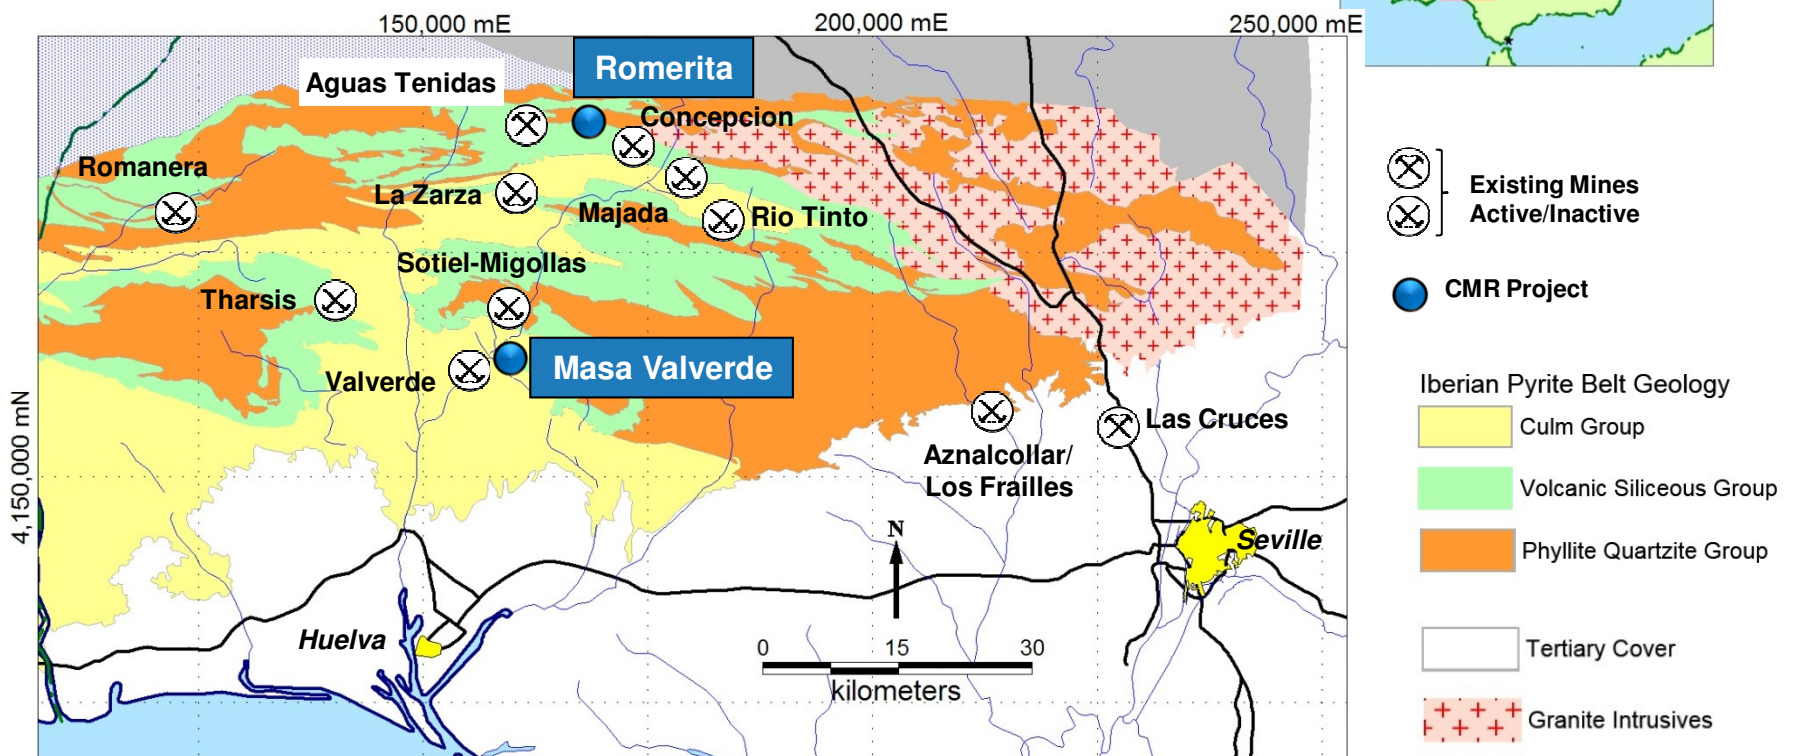 150,000 mE
200,000 mE
250,000 mE
Aguas Tenidas
Romerita
Concepcion
Romanera
La Zarza
Majada
Rio Tinto
Sotiel-Migollas
Tharsis
Valverde
Masa Valverde
Las Cruces
Aznalcollar/
Los Frailles
4,150,000 mN
N
Seville
Huelva
0 15 30
kilometers
Existing Mines
Active/Inactive
CMR Project
Iberian Pyrite Belt Geology
Culm Group
Volcanic Siliceous Group
Phyllite Quartzite Group
Tertiary Cover
Granite Intrusives